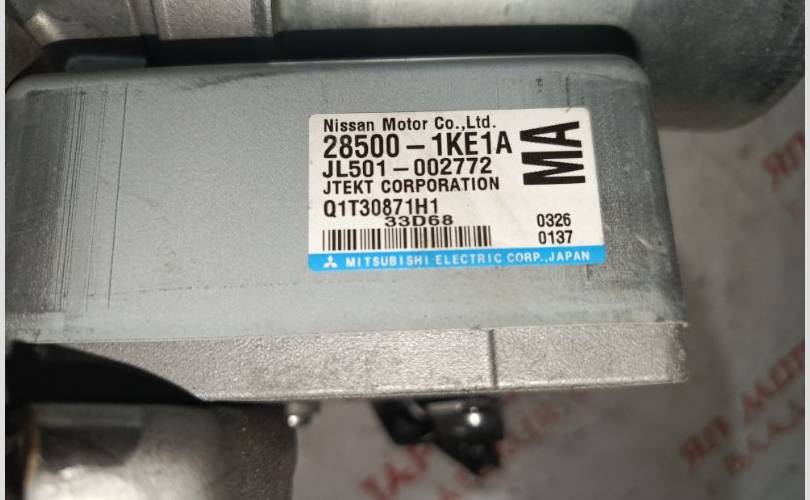 Nissan Motor Co.,Ltd.
28500-1KE1A
MA
JL501-002772
JTEKT CORPORATION
Q1T30871H1
33D68
0326
0137
MITSUBISHI ELECTRIC CORP.,JAPAN